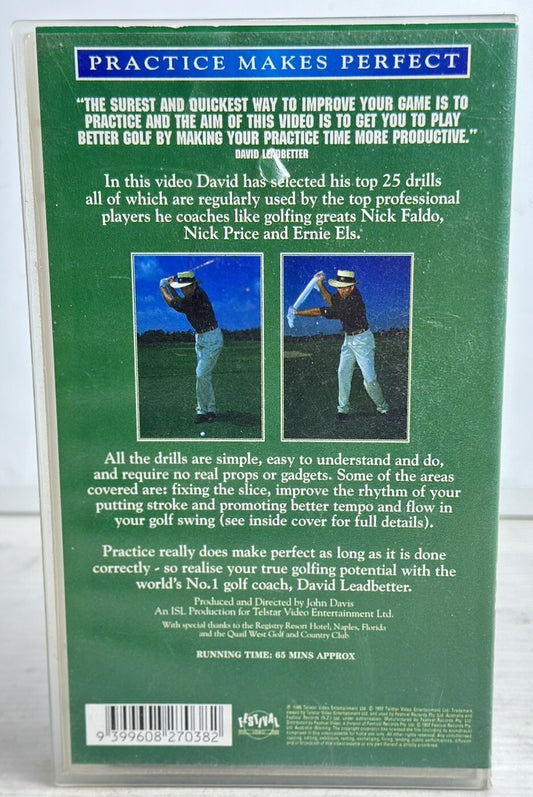 PRACTICE MAKES PERFECT
"THE SUREST AND QUICKEST WAY TO IMPROVE YOUR GAME IS TO
PRACTICE AND THE AIM OF THIS VIDEO IS TO GET YOU TO PLAY
BETTER GOLF BY MAKING YOUR PRACTICE TIME MORE PRODUCTIVE."
DAVID LEADBETTER
In this video David has selected his top 25 drills
all of which are regularly used by the top professional
players he coaches like golfing greats Nick Faldo,
Nick Price and Ernie Els.
All the drills are simple, easy to understand and do,
and require no real props or gadgets. Some of the areas
covered are: fixing the slice, improve the rhythm of your
putting stroke and promoting better tempo and flow in
your golf swing (see inside cover for full details).
Practice really does make perfect as long as it is done
correctly - so realise your true golfing potential with the
world's No.1 golf coach, David Leadbetter.
Produced and Directed by John Davis
An ISL Production for Telstar Video Entertainment Ltd.
With special thanks to the Registry Resort Hotel, Naples, Florida
and the Quail West Golf and Country Club
RUNNING TIME: 65 MINS APPROX
9 399608 270382
FESTIVAL
VIDEO